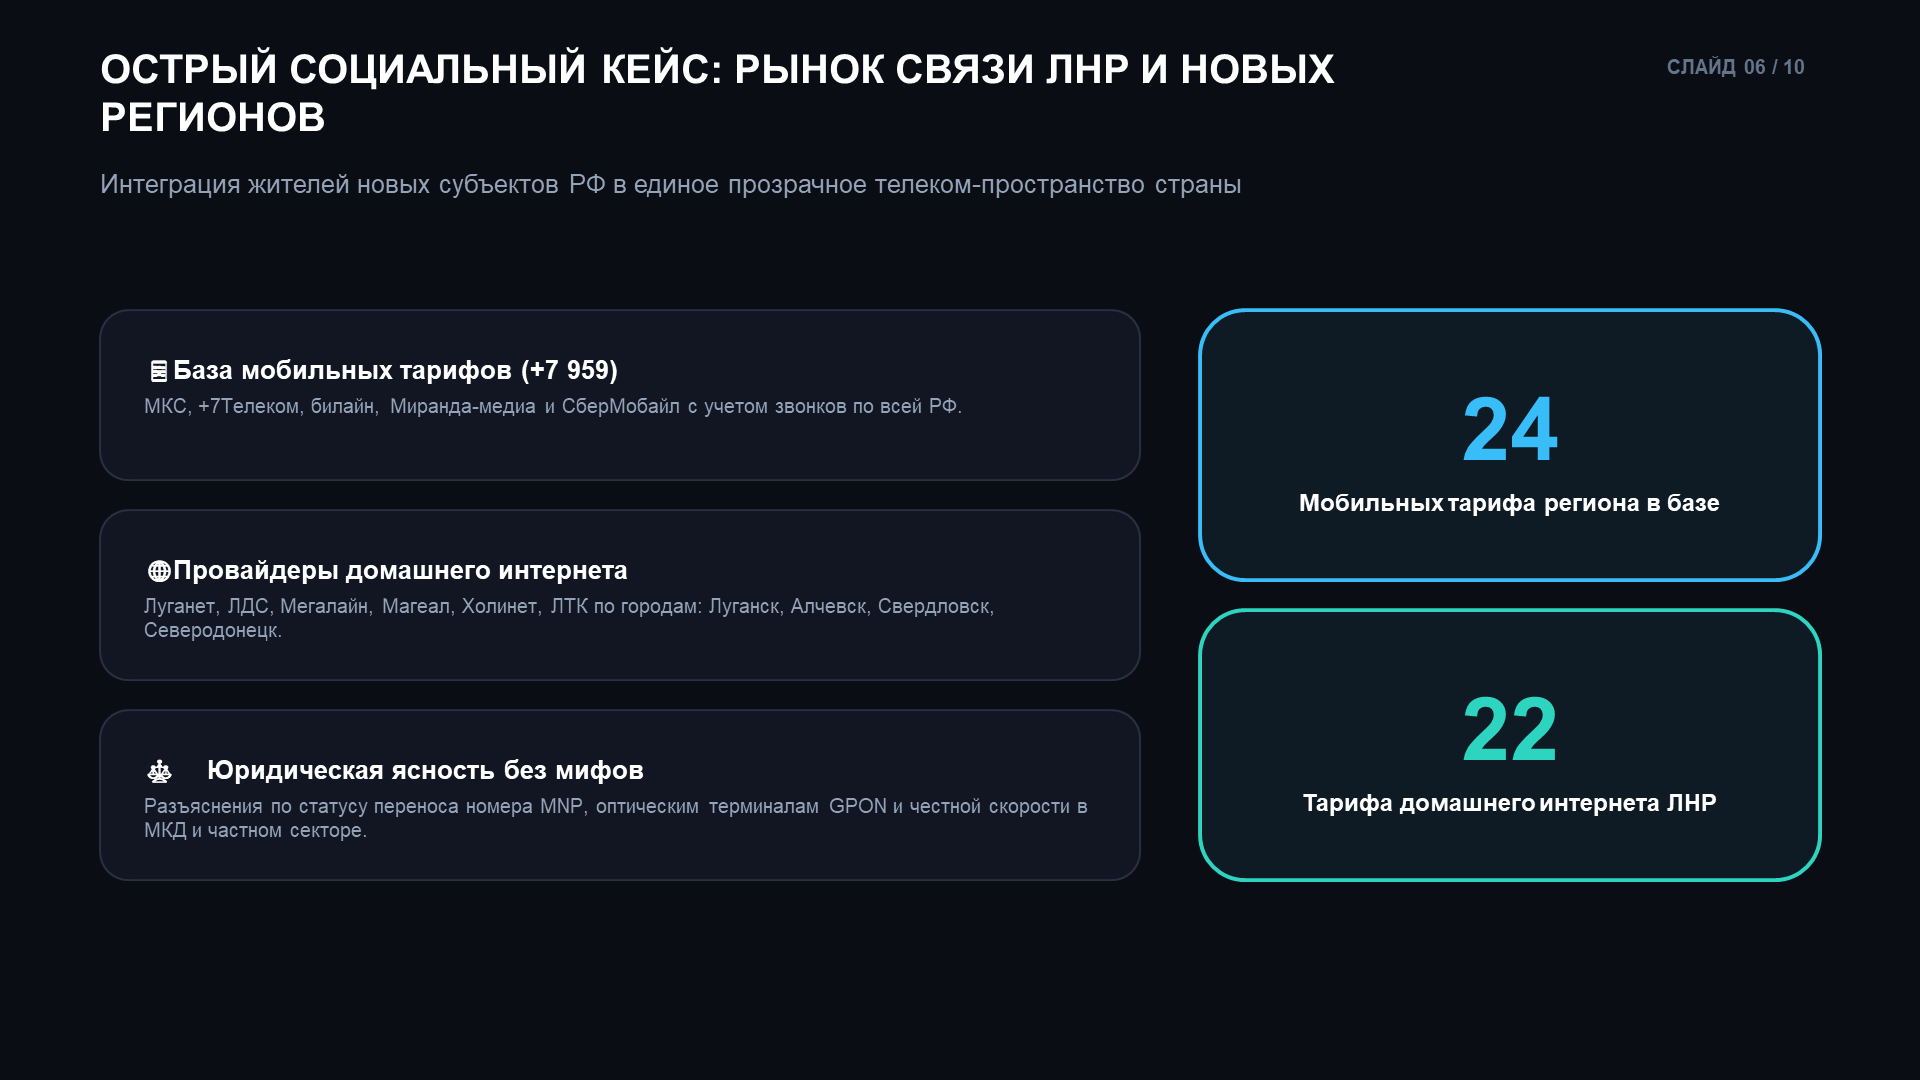 ОСТРЫЙ СОЦИАЛЬНЫЙ КЕЙС: РЫНОК СВЯЗИ ЛНР И НОВЫХ
РЕГИОНОВ
СЛАЙД 06 / 10
Интеграция жителей новых субъектов РФ в единое прозрачное телеком-пространство страны
База мобильных тарифов (+7 959)
МКС, +7Телеком, билайн, Миранда-медиа и СберМобайл с учетом звонков по всей РФ.
Провайдеры домашнего интернета
Луганет, ЛДС, Мегалайн, Магеал, Холинет, ЛТК по городам: Луганск, Алчевск, Свердловск,
Северодонецк.
Юридическая ясность без мифов
Разъяснения по статусу переноса номера MNP, оптическим терминалам GPON и честной скорости в
МКД и частном секторе.
24
Мобильных тарифа региона в базе
22
Тарифа домашнего интернета ЛНР